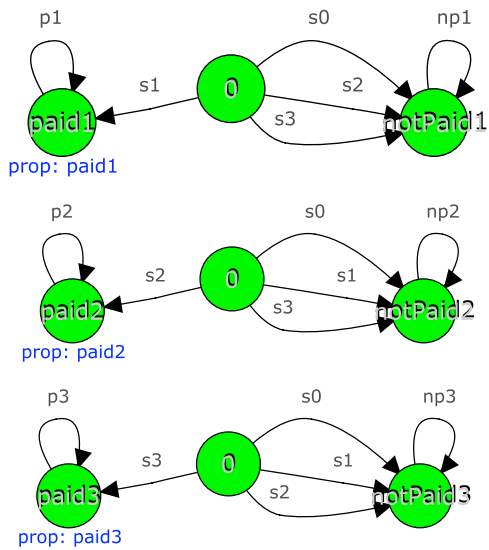 p1
s0
np1
s1
0
s2
s3
paid1
notPaid1
prop: paid1
p2
s0
np2
s2
0
s1
s3
paid2
notPaid2
prop: paid2
p3
s0
np3
s3
0
s1
s2
paid3
notPaid3
prop: paid3